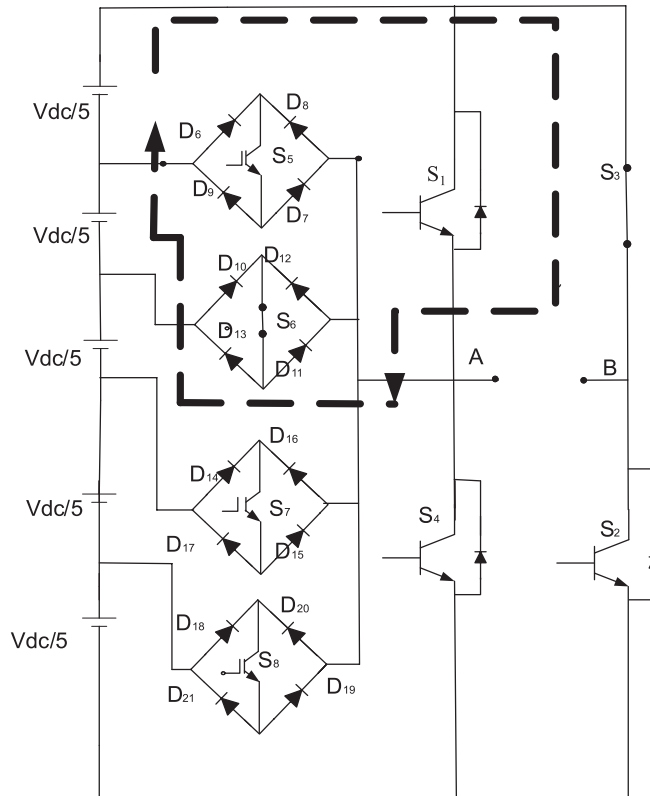 Vdc/5
D6
D8
S5
D9
D7
S1
S3
Vdc/5
D10
D12
D13
S6
D11
Vdc/5
A
B
D16
D14
S7
Vdc/5
D17
D15
S4
S2
D18
D20
Vdc/5
S8
D21
D19